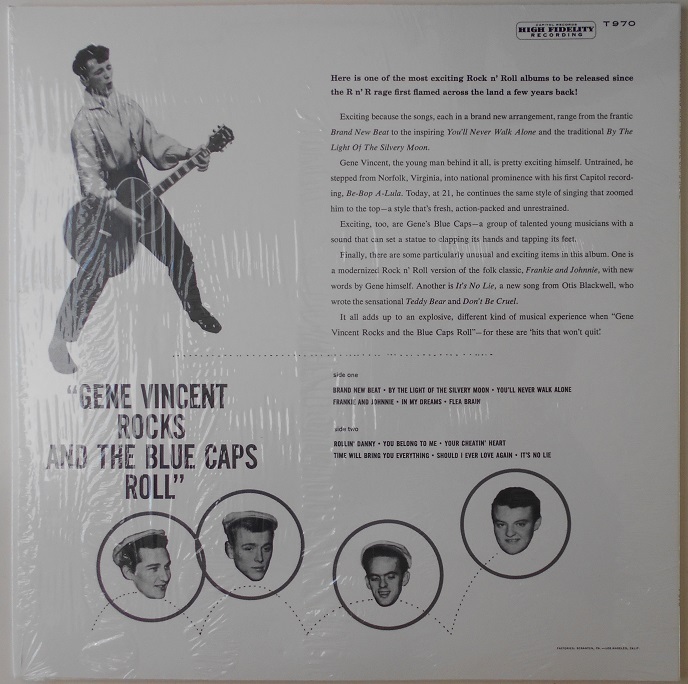 CAPITOL RECORDS
HIGH FIDELITY
RECORDING
T970
Here is one of the most exciting Rock n' Roll albums to be released since
the R n' R rage first flamed across the land a few years back!
Exciting because the songs, each in a brand new arrangement, range from the frantic
Brand New Beat to the inspiring You'll Never Walk Alone and the traditional By The
Light Of The Silvery Moon.
Gene Vincent, the young man behind it all, is pretty exciting himself. Untrained, he
stepped from Norfolk, Virginia, into national prominence with his first Capitol record-
ing, Be-Bop A-Lula. Today, at 21, he continues the same style of singing that zoomed
him to the top—a style that's fresh, action-packed and unrestrained.
Exciting, too, are Gene's Blue Caps—a group of talented young musicians with a
sound that can set a statue to clapping its hands and tapping its feet.
Finally, there are some particularly unusual and exciting items in this album. One is
a modernized Rock n' Roll version of the folk classic, Frankie and Johnnie, with new
words by Gene himself. Another is It's No Lie, a new song from Otis Blackwell, who
wrote the sensational Teddy Bear and Don't Be Cruel.
It all adds up to an explosive, different kind of musical experience when "Gene
Vincent Rocks and the Blue Caps Roll"—for these are 'hits that won't quit!
side one
BRAND NEW BEAT • BY THE LIGHT OF THE SILVERY MOON • YOU'LL NEVER WALK ALONE
FRANKIE AND JOHNNIE • IN MY DREAMS • FLEA BRAIN
side two
ROLLIN' DANNY • YOU BELONG TO ME • YOUR CHEATIN' HEART
TIME WILL BRING YOU EVERYTHING • SHOULD I EVER LOVE AGAIN • IT'S NO LIE
"GENE VINCENT
ROCKS
AND THE BLUE CAPS
ROLL"
FACTORIES: SCRANTON, PA.—LOS ANGELES, CALIF.